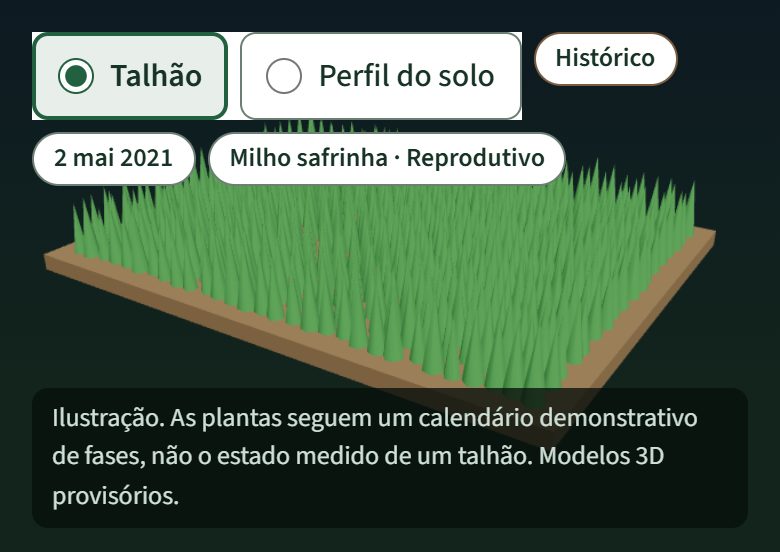 Talhão
Perfil do solo
Histórico
2 mai 2021
Milho safrinha · Reprodutivo
Ilustração. As plantas seguem um calendário demonstrativo
de fases, não o estado medido de um talhão. Modelos 3D
provisórios.